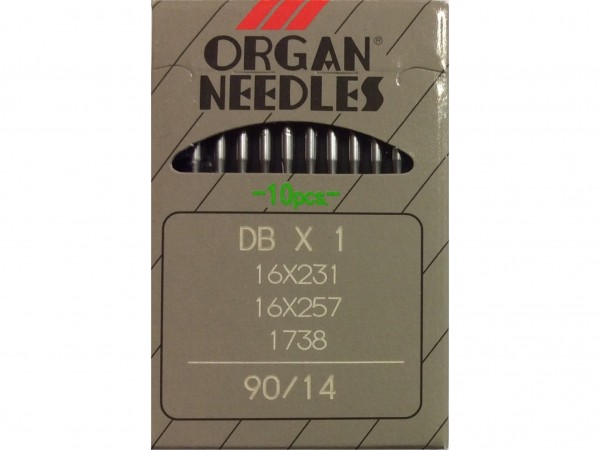 ORGAN®
NEEDLES
-10pcs-
DB X 1
16X231
16X257
1738
90/14